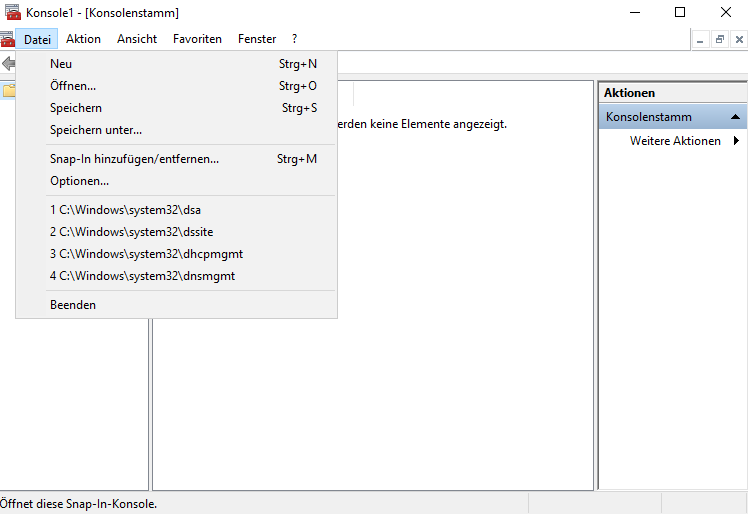 Konsole1 - [Konsolenstamm]
Datei Aktion Ansicht Favoriten Fenster ?
Neu Strg+N
Öffnen... Strg+O
Speichern Strg+S
Speichern unter...
Snap-In hinzufügen/entfernen... Strg+M
Optionen...
1 C:\Windows\system32\dsa
2 C:\Windows\system32\dssite
3 C:\Windows\system32\dhcpmgmt
4 C:\Windows\system32\dnsmgmt
Beenden
erden keine Elemente angezeigt.
Aktionen
Konsolenstamm
Weitere Aktionen
Öffnet diese Snap-In-Konsole.